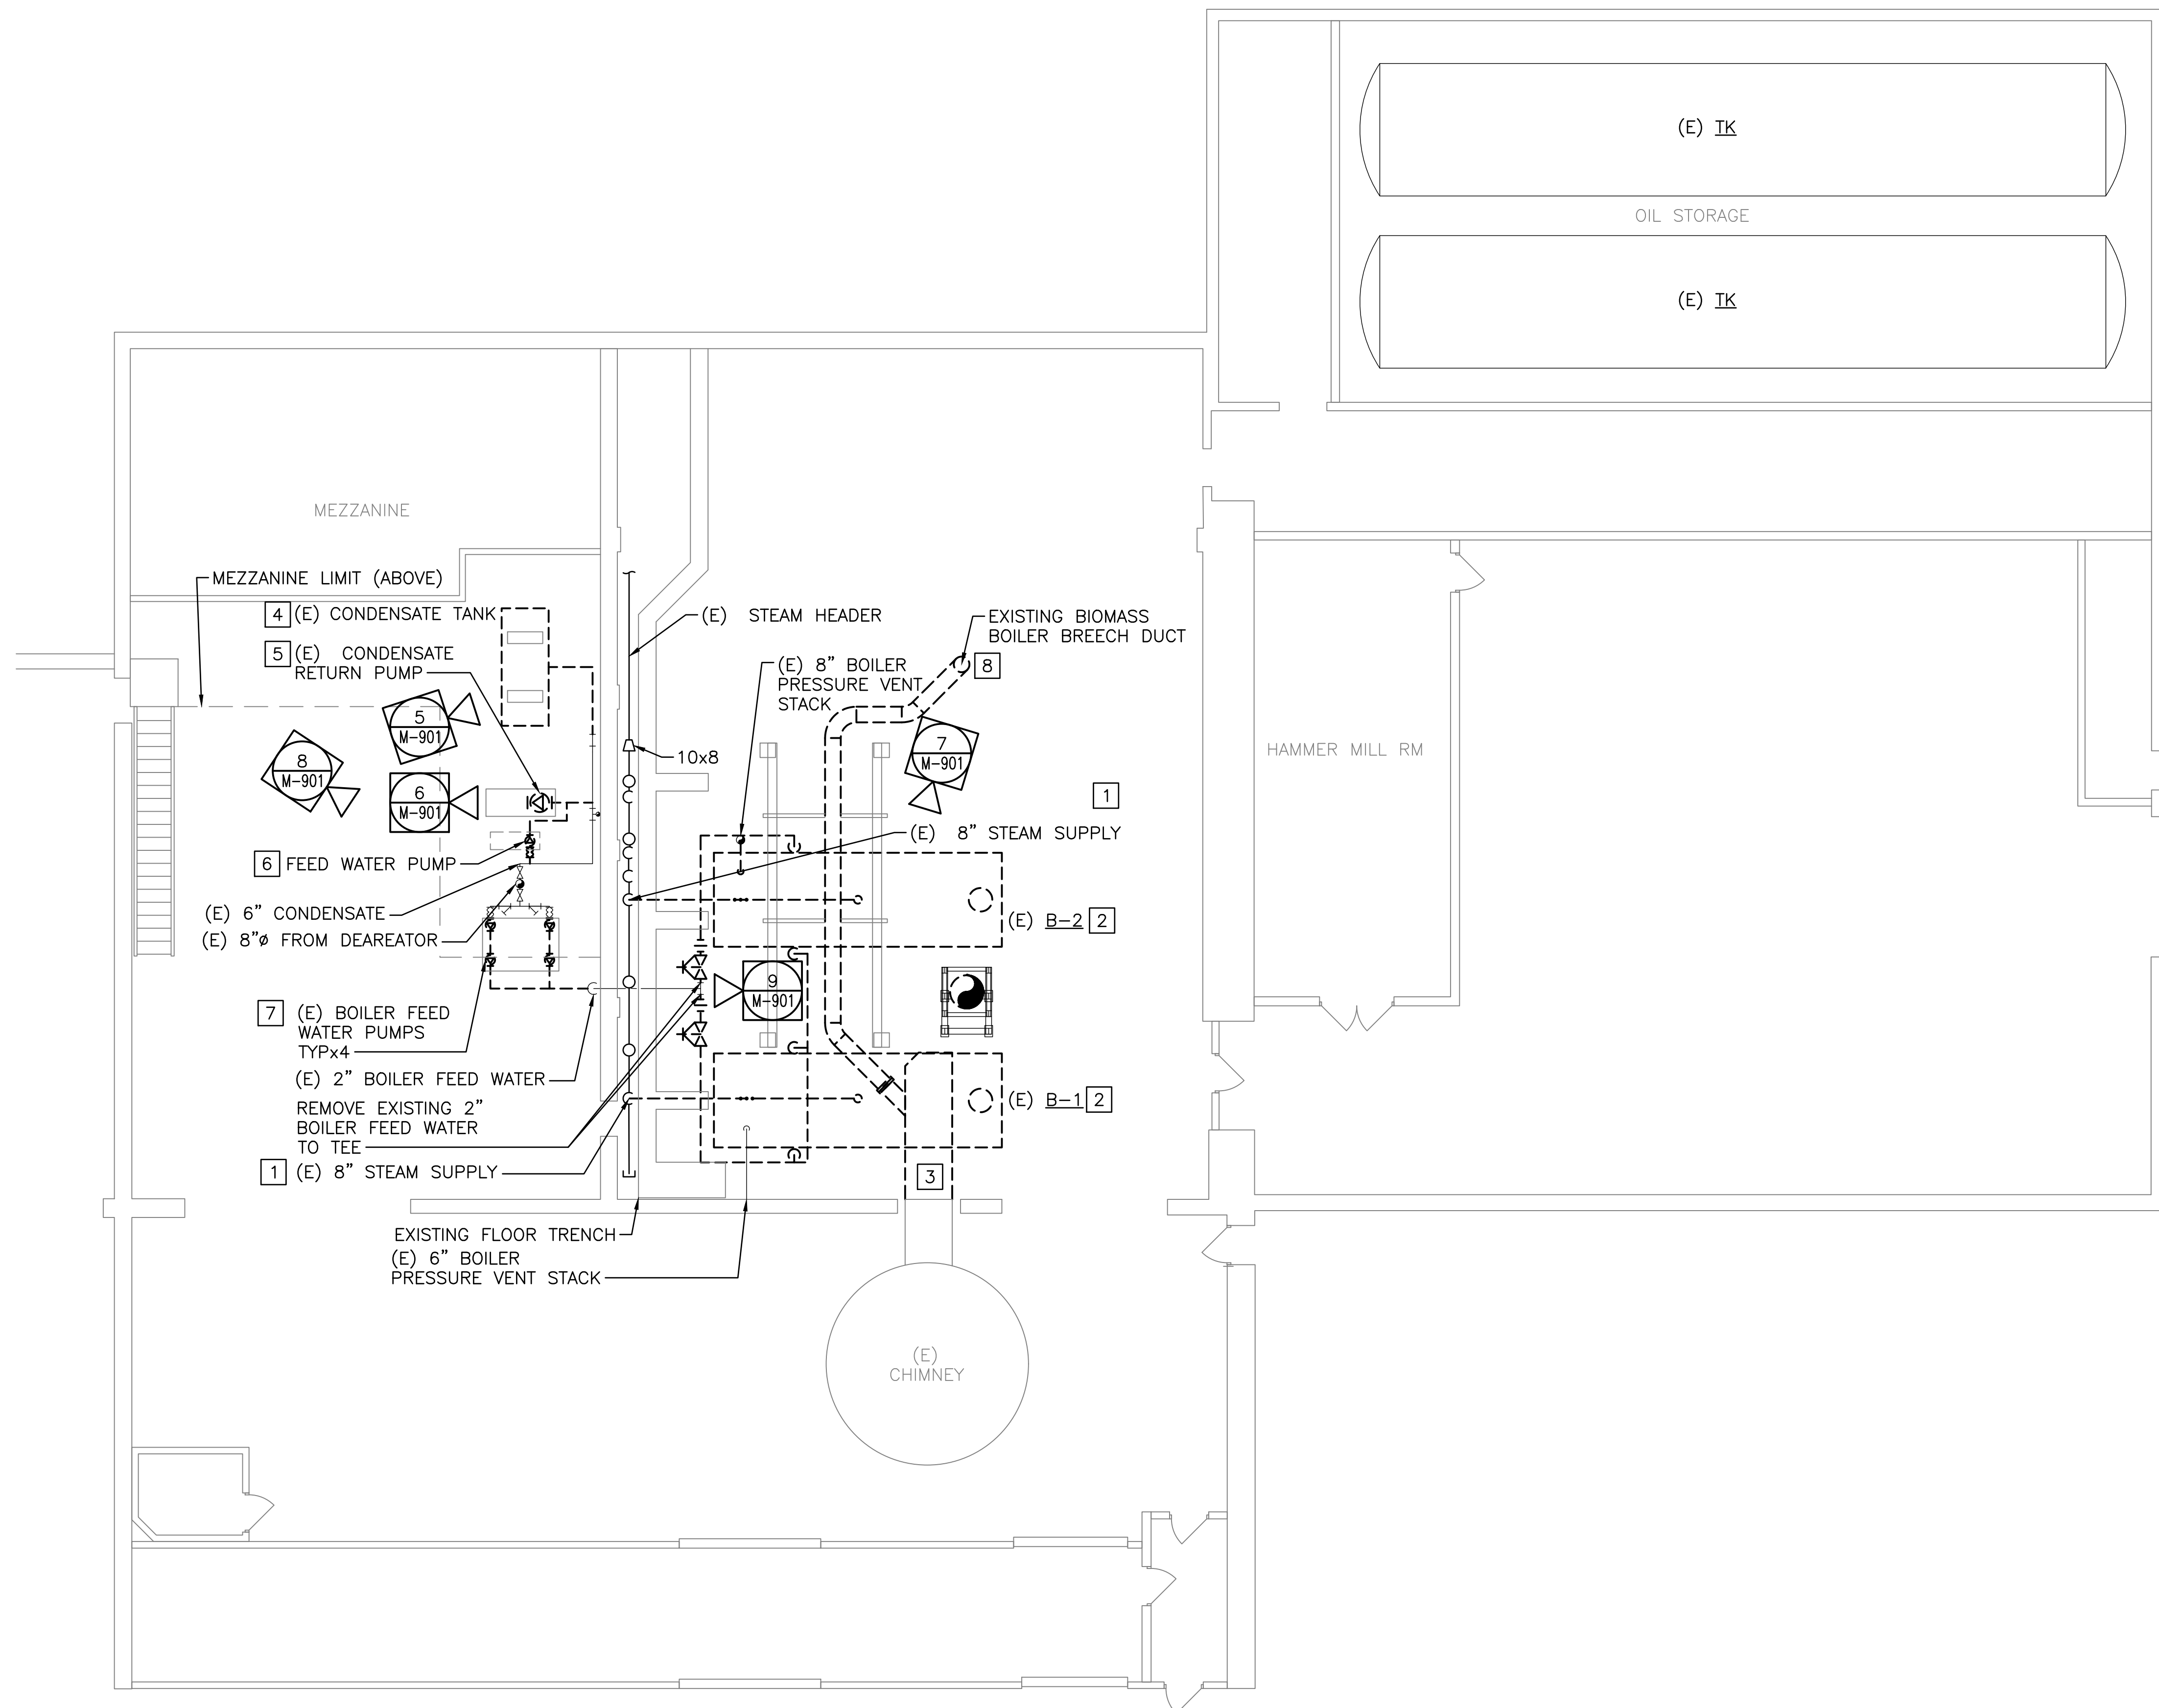 (E) TK
OIL STORAGE
(E) TK
MEZZANINE
MEZZANINE LIMIT (ABOVE)
4 (E) CONDENSATE TANK
5 (E) CONDENSATE
RETURN PUMP
(E) STEAM HEADER
EXISTING BIOMASS
BOILER BREECH DUCT
8
(E) 8” BOILER
PRESSURE VENT
STACK
5
M-901
8
M-901
6
M-901
7
M-901
10x8
HAMMER MILL RM
1
(E) 8” STEAM SUPPLY
6 FEED WATER PUMP
(E) 6” CONDENSATE
(E) 8”ø FROM DEAREATOR
(E) B-2 2
9
M-901
7 (E) BOILER FEED
WATER PUMPS
TYPx4
(E) 2” BOILER FEED WATER
REMOVE EXISTING 2”
BOILER FEED WATER
TO TEE
(E) B-1 2
1 (E) 8” STEAM SUPPLY
3
EXISTING FLOOR TRENCH
(E) 6” BOILER
PRESSURE VENT STACK
(E)
CHIMNEY